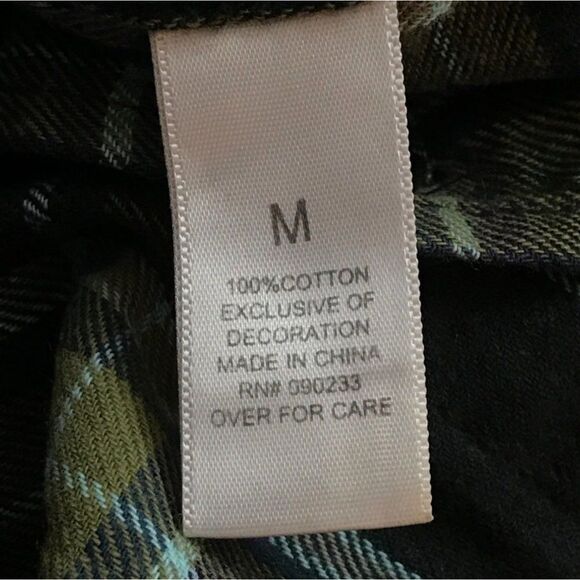 M
100%COTTON
EXCLUSIVE OF
DECORATION
MADE IN CHINA
RN# 090233
OVER FOR CARE